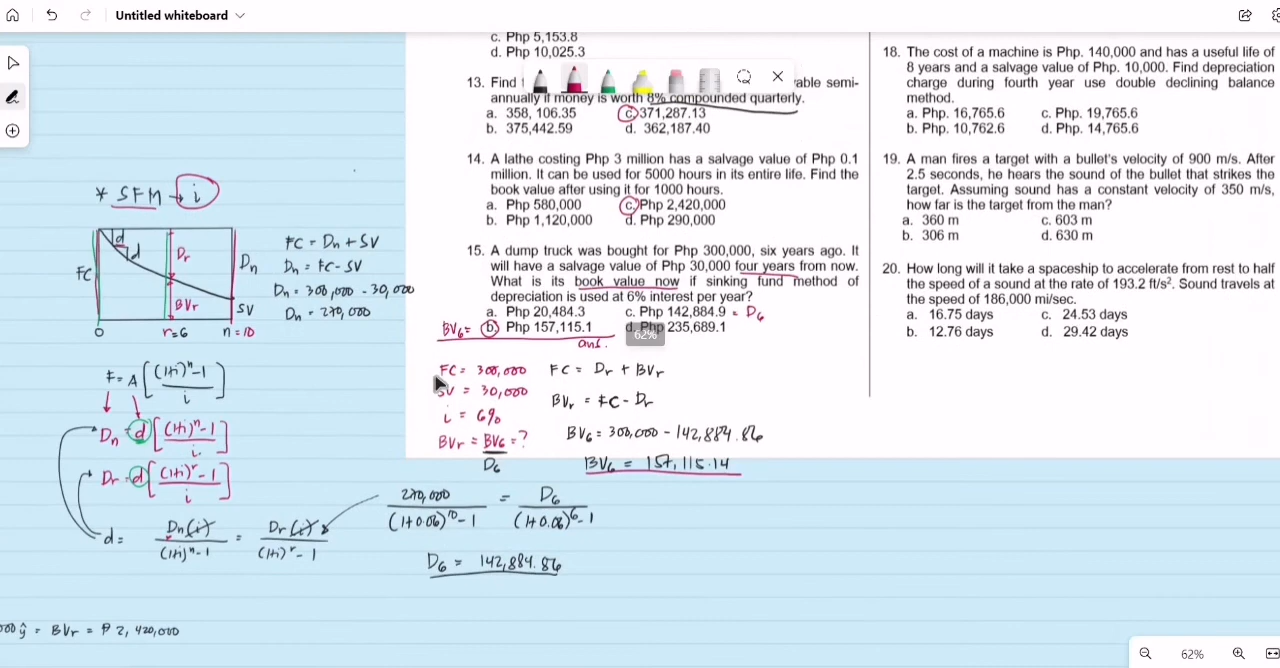 Untitled whiteboard
c. Php 5,153.8
d. Php 10,025.3
13. Find able semi-
annually if money is worth 8% compounded quarterly.
a. 358, 106.35 c. 371,287.13
b. 375,442.59 d. 362,187.40
14. A lathe costing Php 3 million has a salvage value of Php 0.1
million. It can be used for 5000 hours in its entire life. Find the
book value after using it for 1000 hours.
a. Php 580,000 c. Php 2,420,000
b. Php 1,120,000 d. Php 290,000
15. A dump truck was bought for Php 300,000, six years ago. It
will have a salvage value of Php 30,000 four years from now.
What is its book value now if sinking fund method of
depreciation is used at 6% interest per year?
a. Php 20,484.3 c. Php 142,884.9 = D6
BV6 = b. Php 157,115.1 d. Php 235,689.1
ans.
62%
FC = 300,000
SV = 30,000
i = 6%
BVr = BV6 = ?
D6
FC = Dr + BVr
BVr = FC - Dr
BV6 = 300,000 - 142,884.86
BV6 = 157,115.14
270,000 / (1+0.06)^10 - 1 = D6 / (1+0.06)^6 - 1
D6 = 142,884.86
18. The cost of a machine is Php. 140,000 and has a useful life of
8 years and a salvage value of Php. 10,000. Find depreciation
charge during fourth year use double declining balance
method.
a. Php. 16,765.6 c. Php. 19,765.6
b. Php. 10,762.6 d. Php. 14,765.6
19. A man fires a target with a bullet's velocity of 900 m/s. After
2.5 seconds, he hears the sound of the bullet that strikes the
target. Assuming sound has a constant velocity of 350 m/s,
how far is the target from the man?
a. 360 m c. 603 m
b. 306 m d. 630 m
20. How long will it take a spaceship to accelerate from rest to half
the speed of a sound at the rate of 193.2 ft/s². Sound travels at
the speed of 186,000 mi/sec.
a. 16.75 days c. 24.53 days
b. 12.76 days d. 29.42 days
* SFM → i
d
d
Dr
Dn
FC
BVr
SV
0 r=6 n=10
FC = Dn + SV
Dn = FC - SV
Dn = 300,000 - 30,000
Dn = 270,000
F = A [ (1+i)^n - 1 / i ]
Dn = d [ (1+i)^n - 1 / i ]
Dr = d [ (1+i)^r - 1 / i ]
d = Dn(i) / (1+i)^n - 1 = Dr(i) / (1+i)^r - 1
000 ŷ = BVr = ₱ 2, 420,000
62%